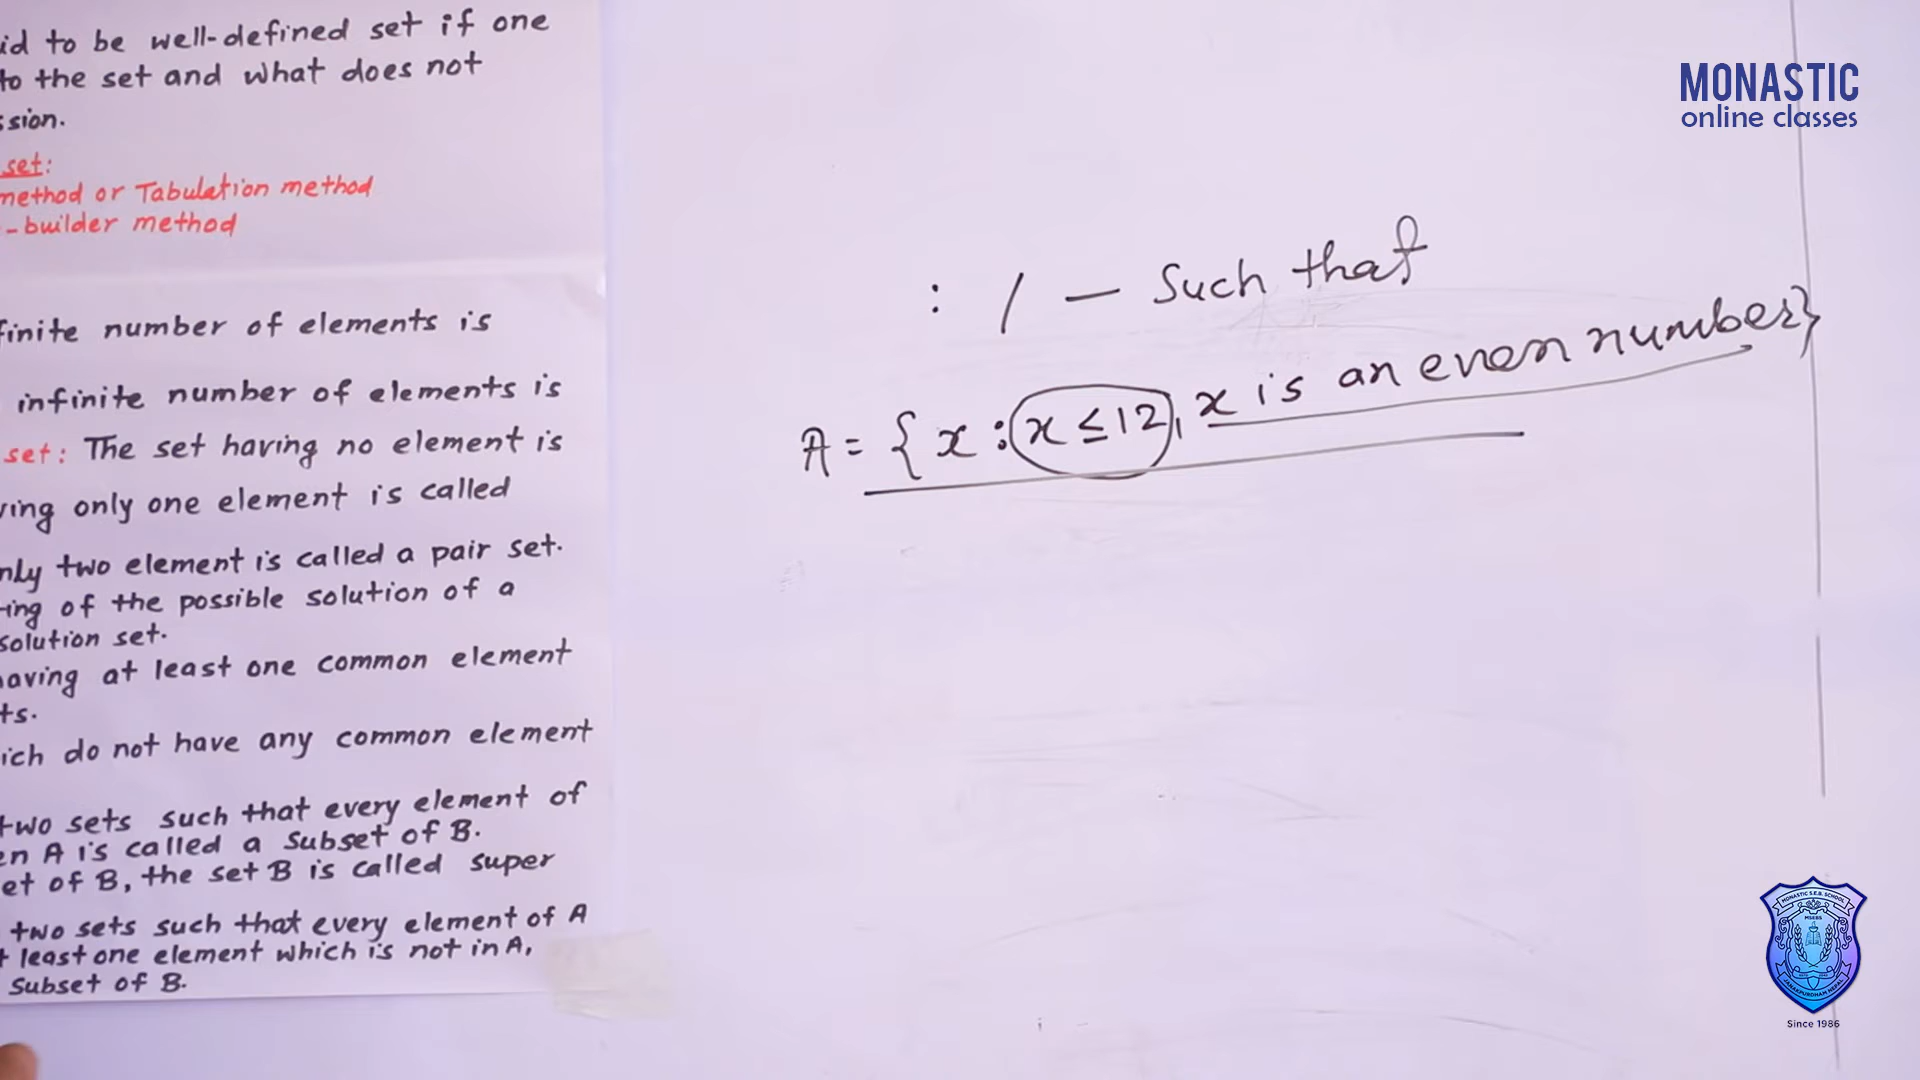 id to be well-defined set if one
to the set and what does not
ssion.
set:
method or Tabulation method
-builder method
finite number of elements is
infinite number of elements is
set: The set having no element is
ving only one element is called
nly two element is called a pair set.
ing of the possible solution of a
solution set.
aving at least one common element
ts.
ich do not have any common element
two sets such that every element of
en A is called a Subset of B.
et of B, the set B is called super
two sets such that every element of A
t least one element which is not in A,
Subset of B.
MONASTIC
online classes
: / — Such that
A = { x : x ≤ 12, x is an even number}
MONASTIC S.E.B. SCHOOL
MSEBS
JANAKPURDHAM NEPAL
Since 1986